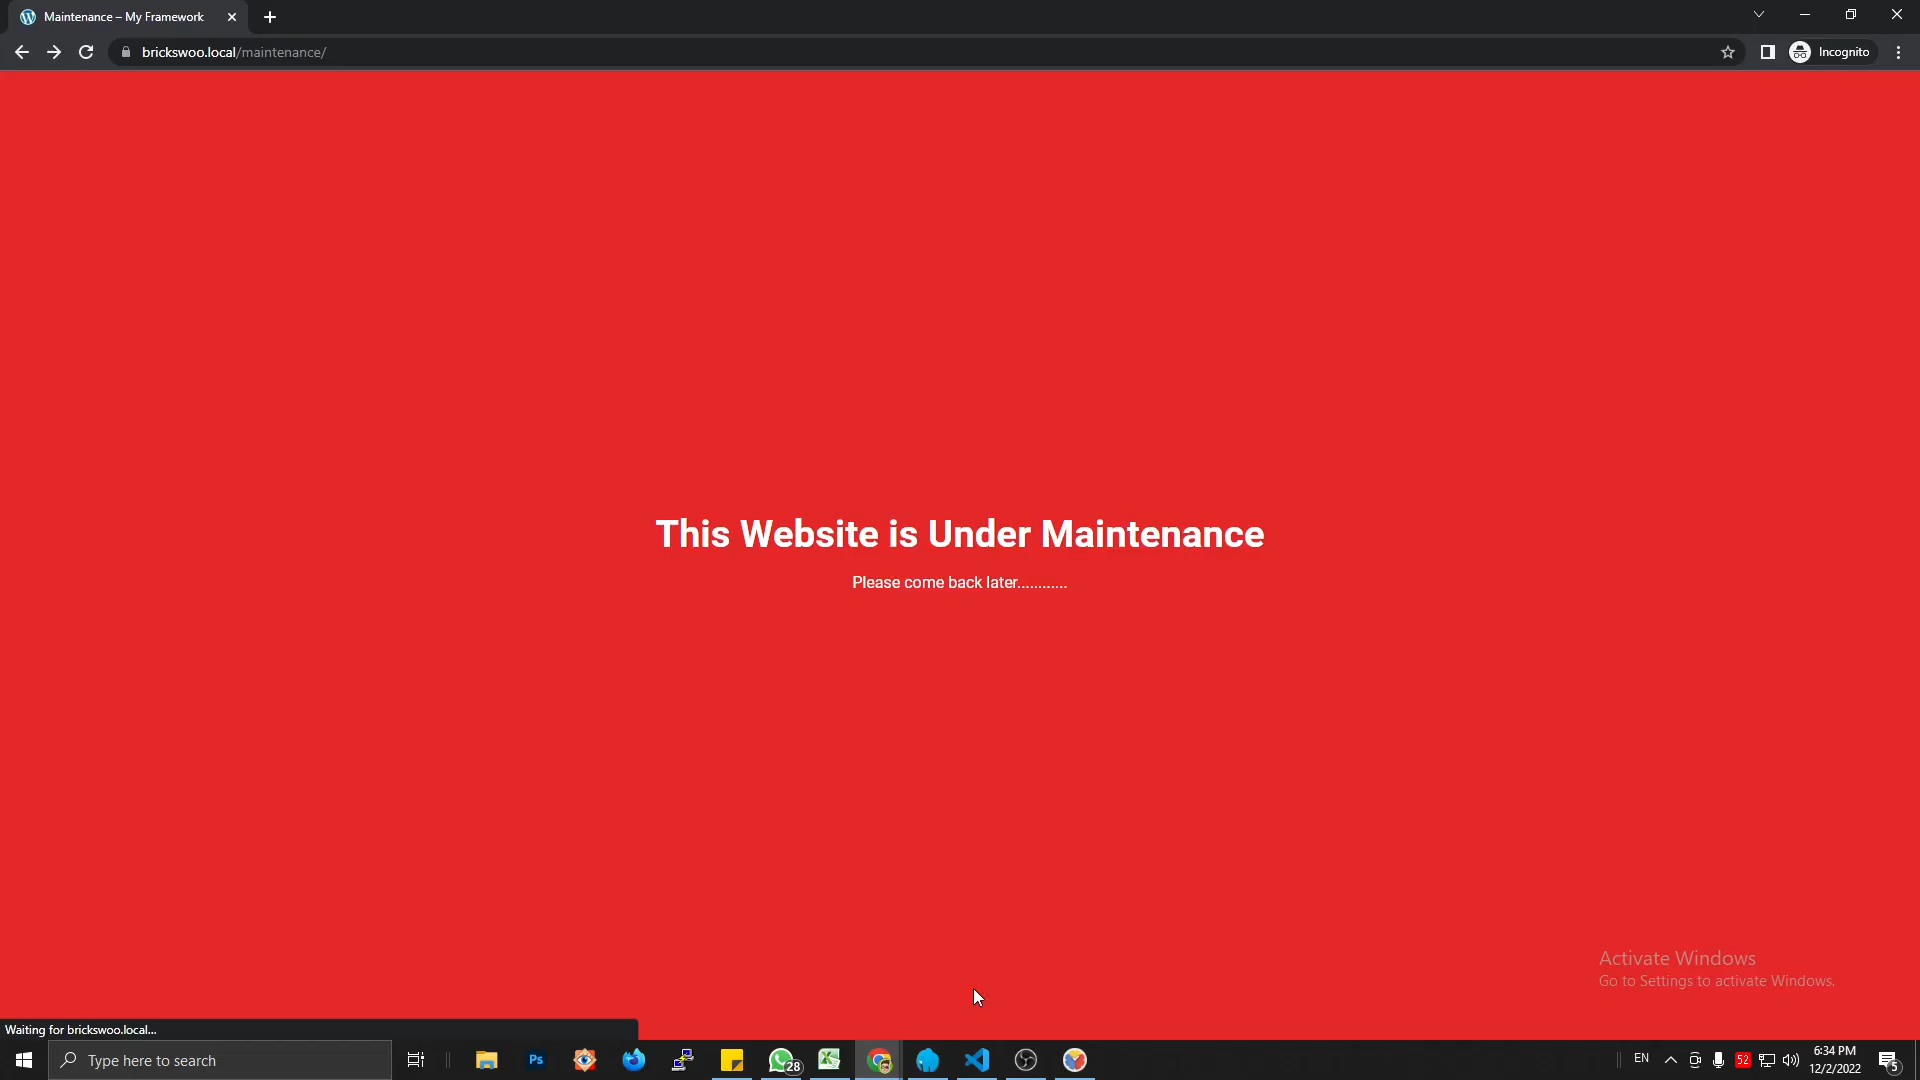 Maintenance – My Framework
brickswoo.local/maintenance/
Incognito
This Website is Under Maintenance
Please come back later............
Activate Windows
Go to Settings to activate Windows.
Waiting for brickswoo.local...
Type here to search
Ps
28
EN
52
6:34 PM
12/2/2022
5